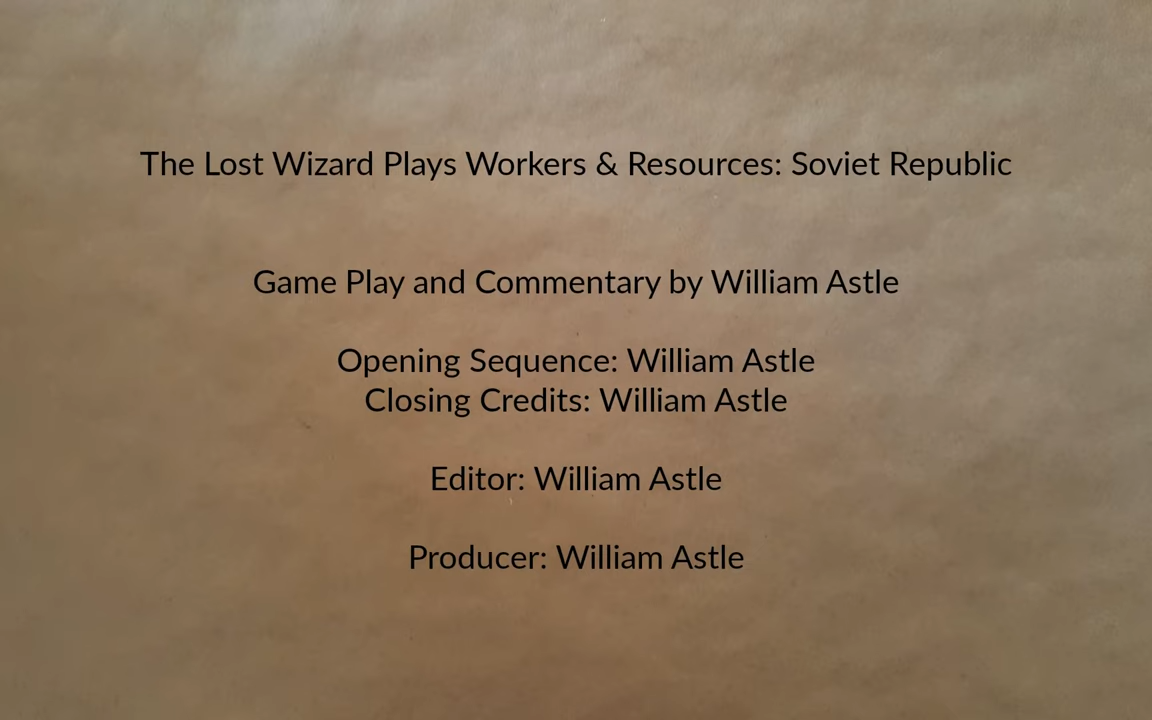 The Lost Wizard Plays Workers & Resources: Soviet Republic
Game Play and Commentary by William Astle
Opening Sequence: William Astle
Closing Credits: William Astle
Editor: William Astle
Producer: William Astle